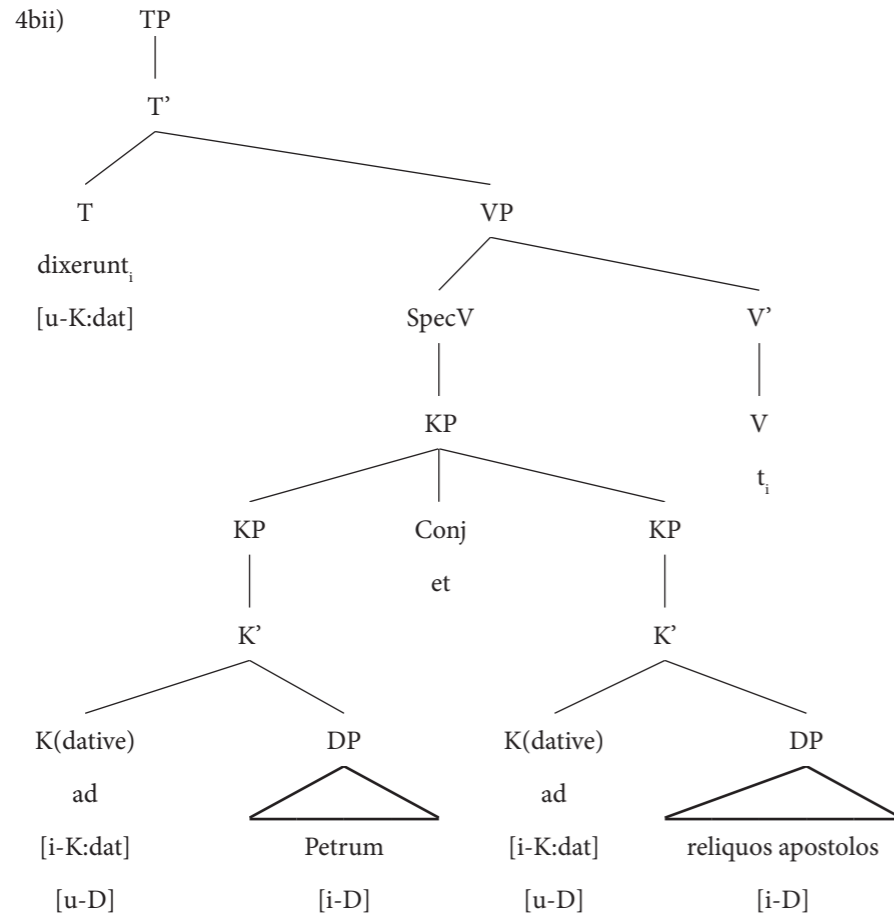 4bii) TP
T’
T VP
dixerunt_i
[u-K:dat] SpecV V’
KP V
t_i
KP Conj KP
et
K’ K’
K(dative) DP K(dative) DP
ad ad
[i-K:dat] Petrum [i-K:dat] reliquos apostolos
[u-D] [i-D] [u-D] [i-D]